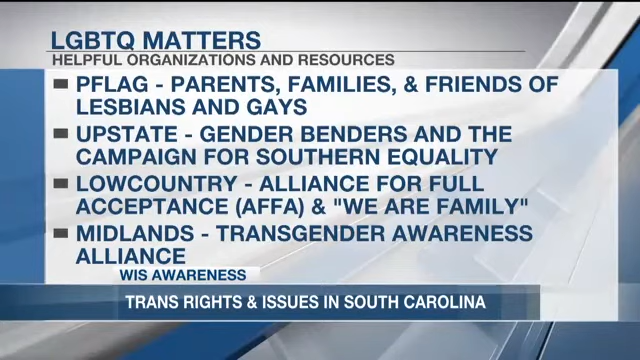 LGBTQ MATTERS
HELPFUL ORGANIZATIONS AND RESOURCES
PFLAG - PARENTS, FAMILIES, & FRIENDS OF
LESBIANS AND GAYS
UPSTATE - GENDER BENDERS AND THE
CAMPAIGN FOR SOUTHERN EQUALITY
LOWCOUNTRY - ALLIANCE FOR FULL
ACCEPTANCE (AFFA) & "WE ARE FAMILY"
MIDLANDS - TRANSGENDER AWARENESS
ALLIANCE
WIS AWARENESS
TRANS RIGHTS & ISSUES IN SOUTH CAROLINA